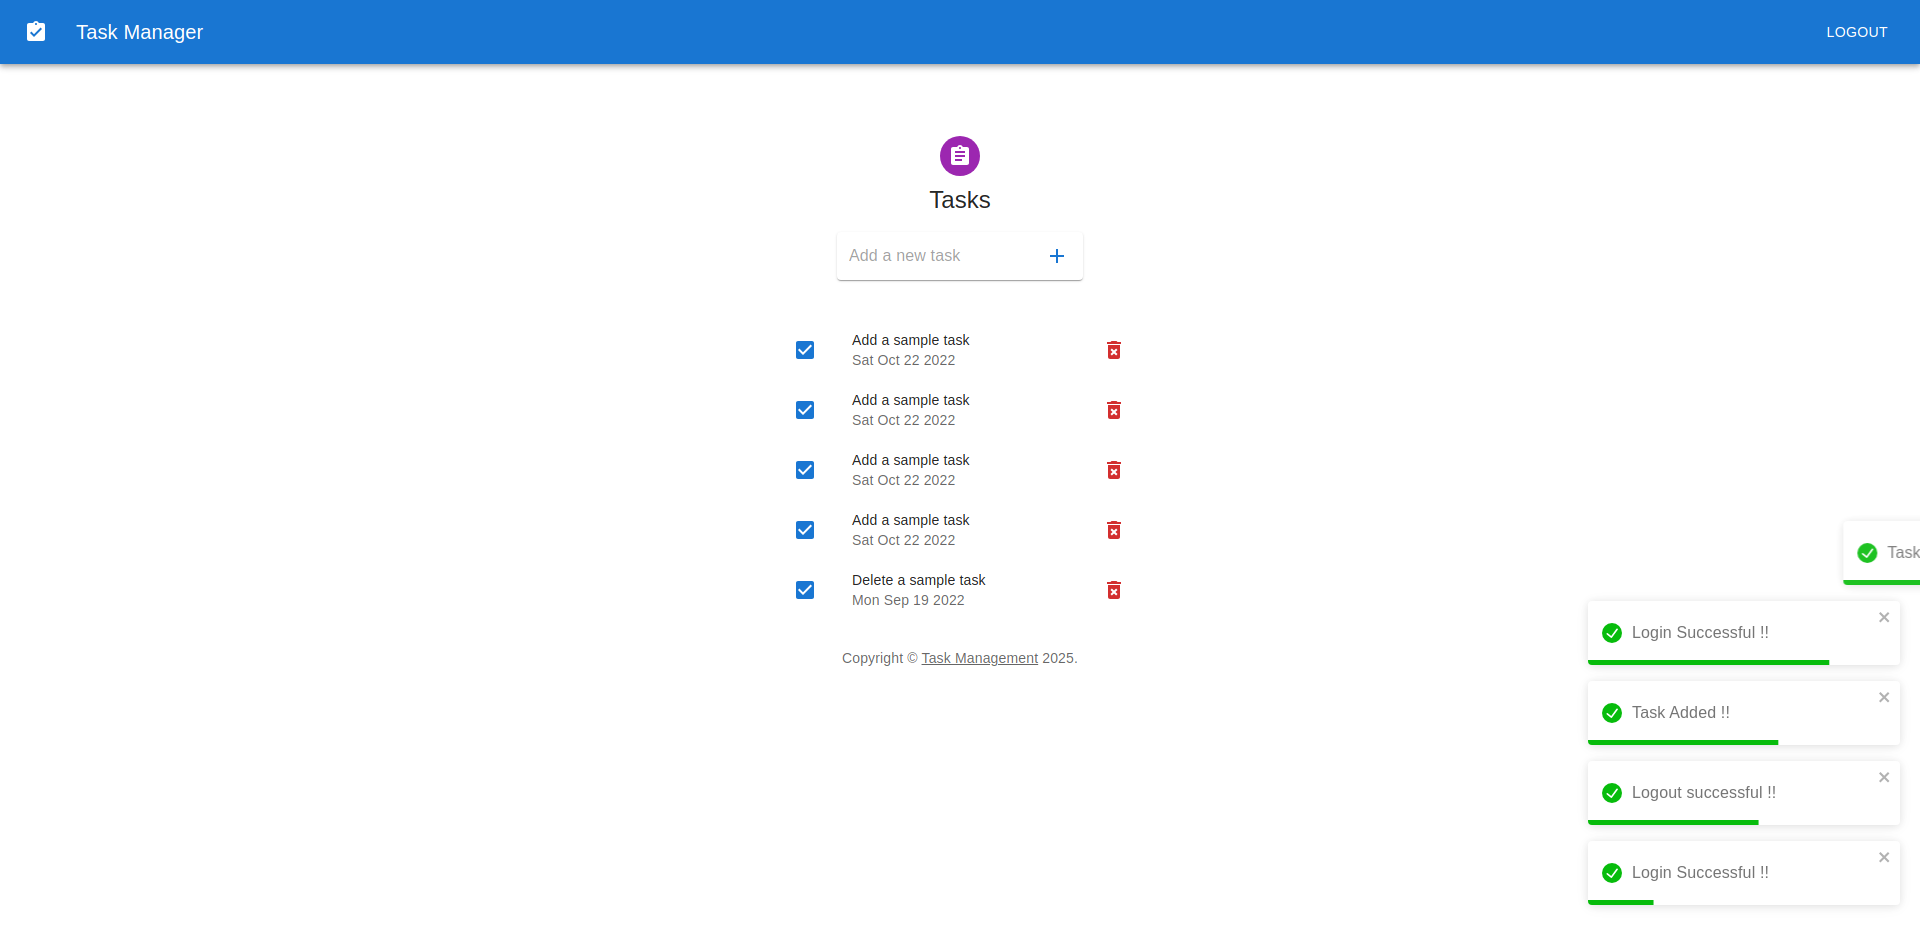 Task Manager
LOGOUT
Tasks
Add a new task
Add a sample task
Sat Oct 22 2022
Add a sample task
Sat Oct 22 2022
Add a sample task
Sat Oct 22 2022
Add a sample task
Sat Oct 22 2022
Delete a sample task
Mon Sep 19 2022
Copyright © Task Management 2025.
Task
Login Successful !!
Task Added !!
Logout successful !!
Login Successful !!